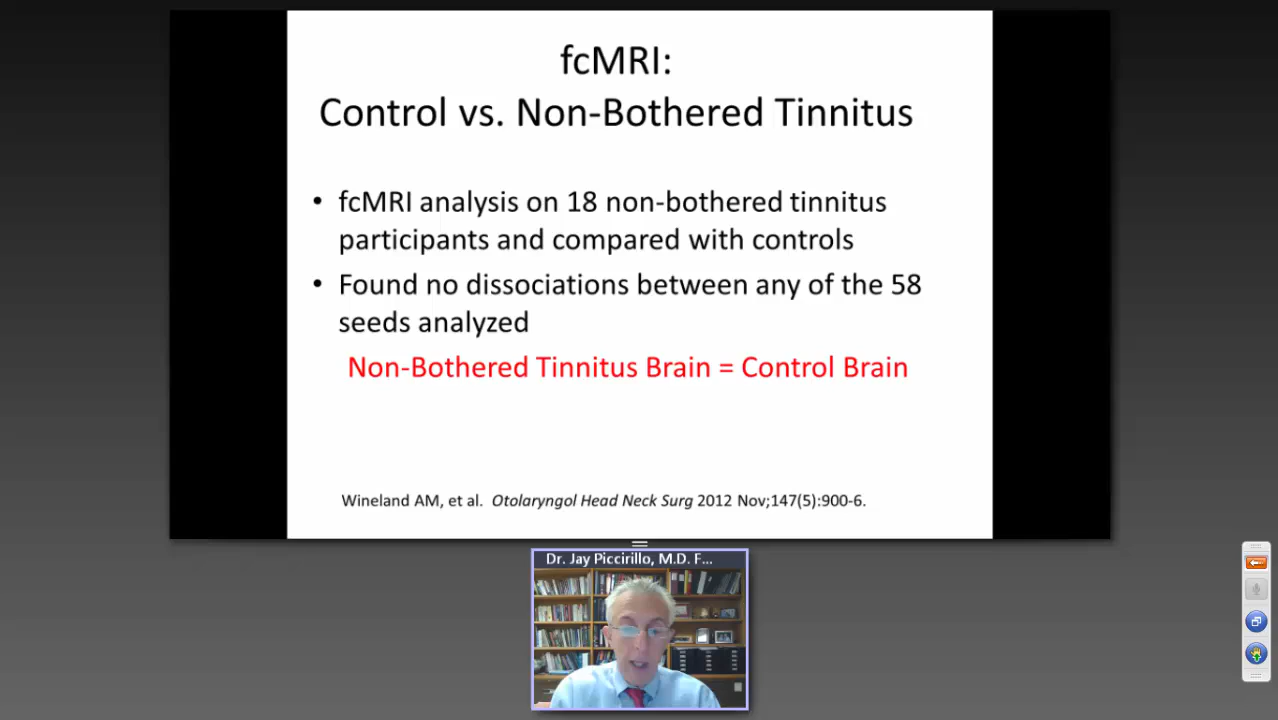 fcMRI:
Control vs. Non-Bothered Tinnitus
• fcMRI analysis on 18 non-bothered tinnitus
participants and compared with controls
• Found no dissociations between any of the 58
seeds analyzed
Non-Bothered Tinnitus Brain = Control Brain
Wineland AM, et al. Otolaryngol Head Neck Surg 2012 Nov;147(5):900-6.
Dr. Jay Piccirillo, M.D. F...